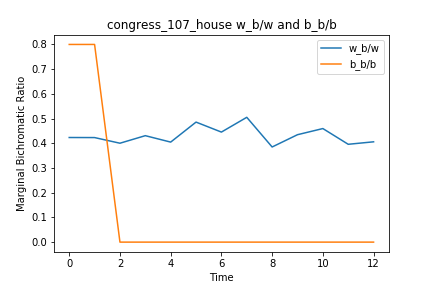 congress_107_house w_b/w and b_b/b
w_b/w
b_b/b
Marginal Bichromatic Ratio
0.8
0.7
0.6
0.5
0.4
0.3
0.2
0.1
0.0
0 2 4 6 8 10 12
Time